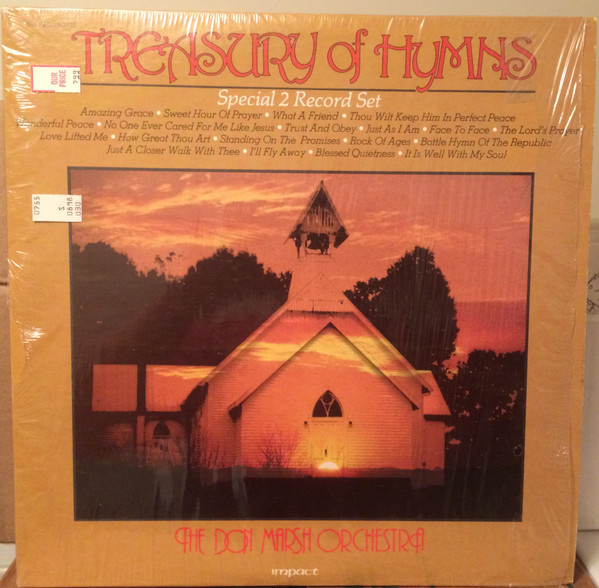 TREASURY of HYMNS
OUR PRICE 799
Special 2 Record Set
Amazing Grace • Sweet Hour Of Prayer • What A Friend • Thou Wilt Keep Him In Perfect Peace
Wonderful Peace • No One Ever Cared For Me Like Jesus • Trust And Obey • Just As I Am • Face To Face • The Lord's Prayer
Love Lifted Me • How Great Thou Art • Standing On The Promises • Rock Of Ages • Battle Hymn Of The Republic
Just A Closer Walk With Thee • I'll Fly Away • Blessed Quietness • It Is Well With My Soul
0755
THE DON MARSH ORCHESTRA
impact